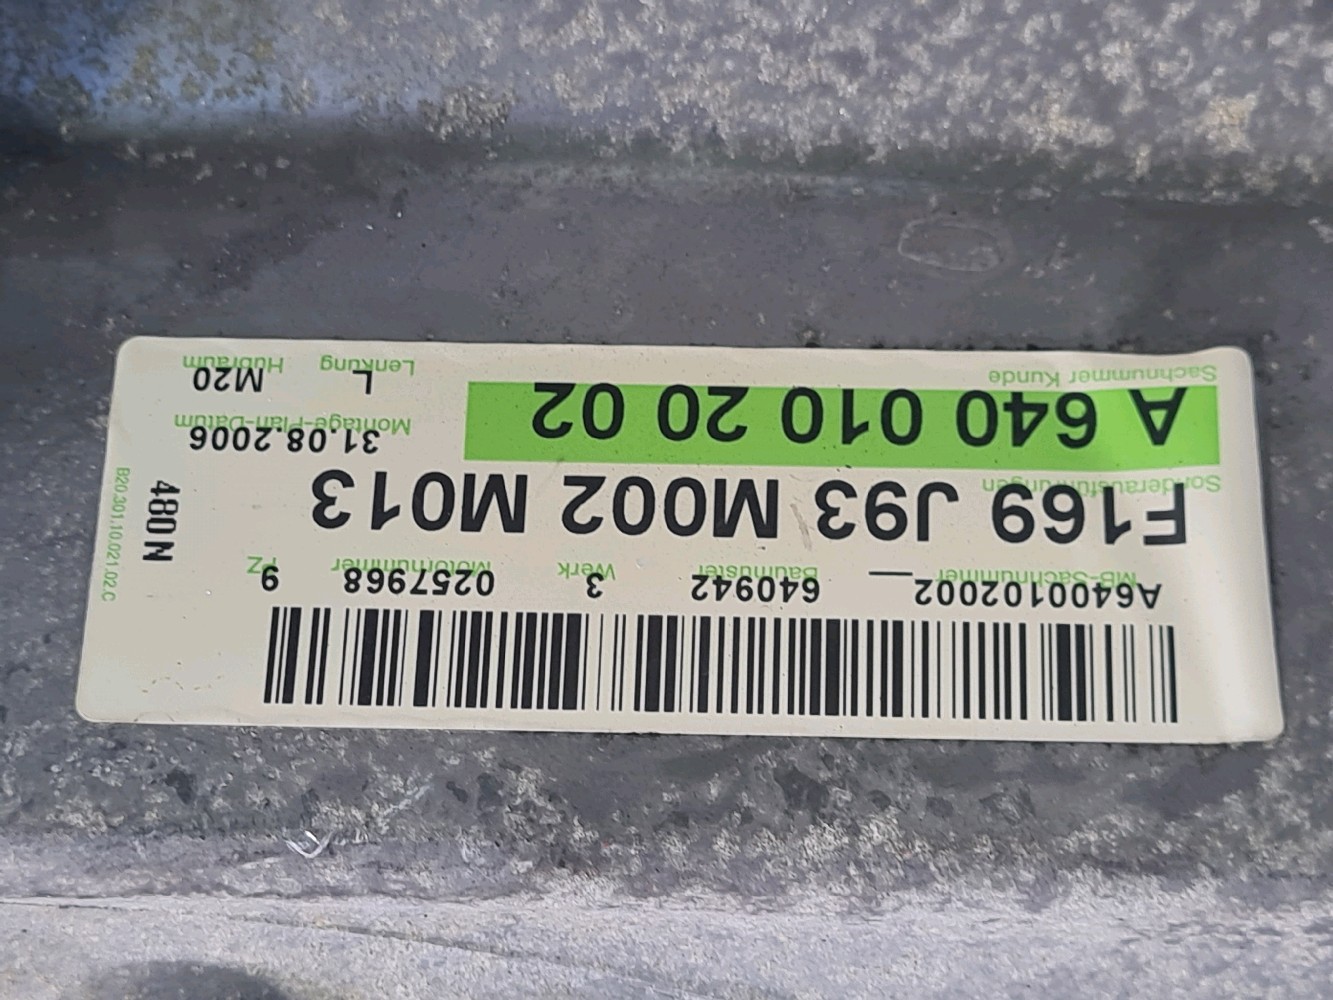 A6400102002 — 640942 3 0257968 9
MB-Sachnummer Baumuster Werk Motornummer PZ
F169 J93 M002 M013
Sonderausführungen
480N
B20.301.10.021.02.C
A 640 010 20 02
Sachnummer Kunde
31.08.2006
Montage-Plan-Datum
L M20
Lenkung Hubraum